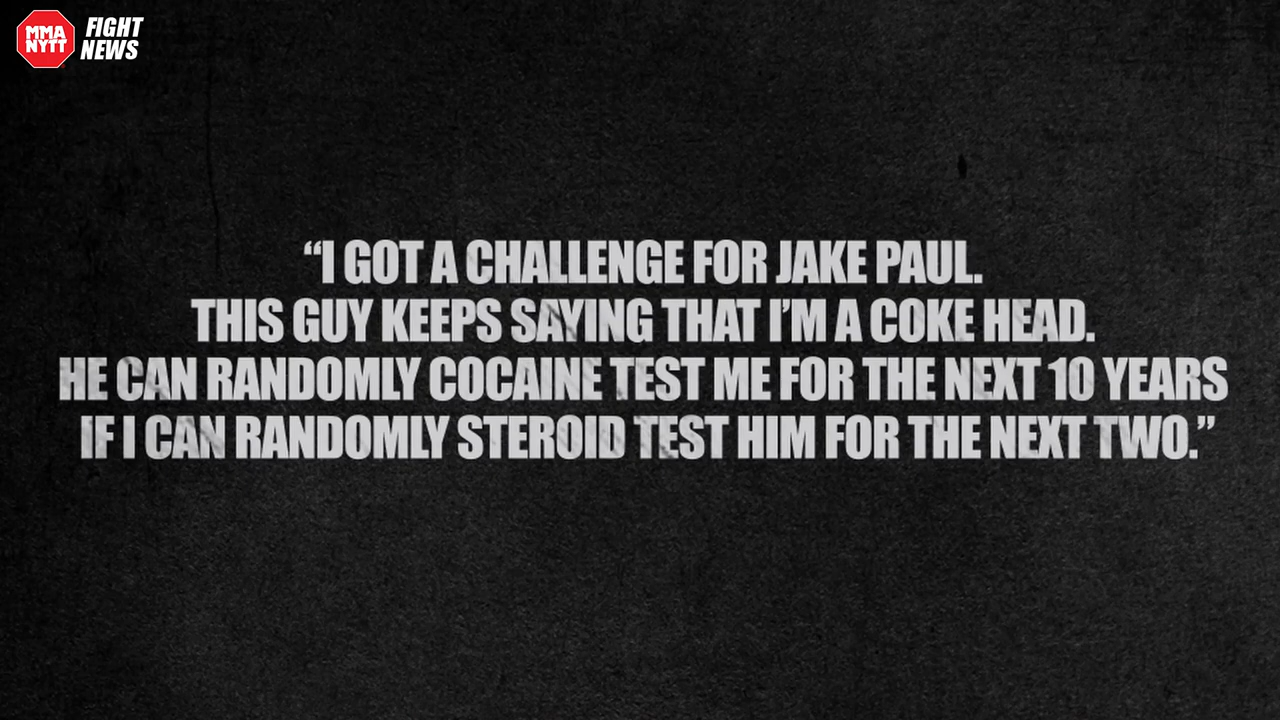 MMA
NYTT
FIGHT
NEWS
“I GOT A CHALLENGE FOR JAKE PAUL.
THIS GUY KEEPS SAYING THAT I’M A COKE HEAD.
HE CAN RANDOMLY COCAINE TEST ME FOR THE NEXT 10 YEARS
IF I CAN RANDOMLY STEROID TEST HIM FOR THE NEXT TWO.”